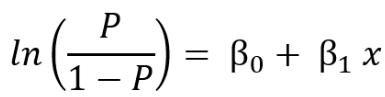 ln(P/(1 − P)) = β₀ + β₁ x